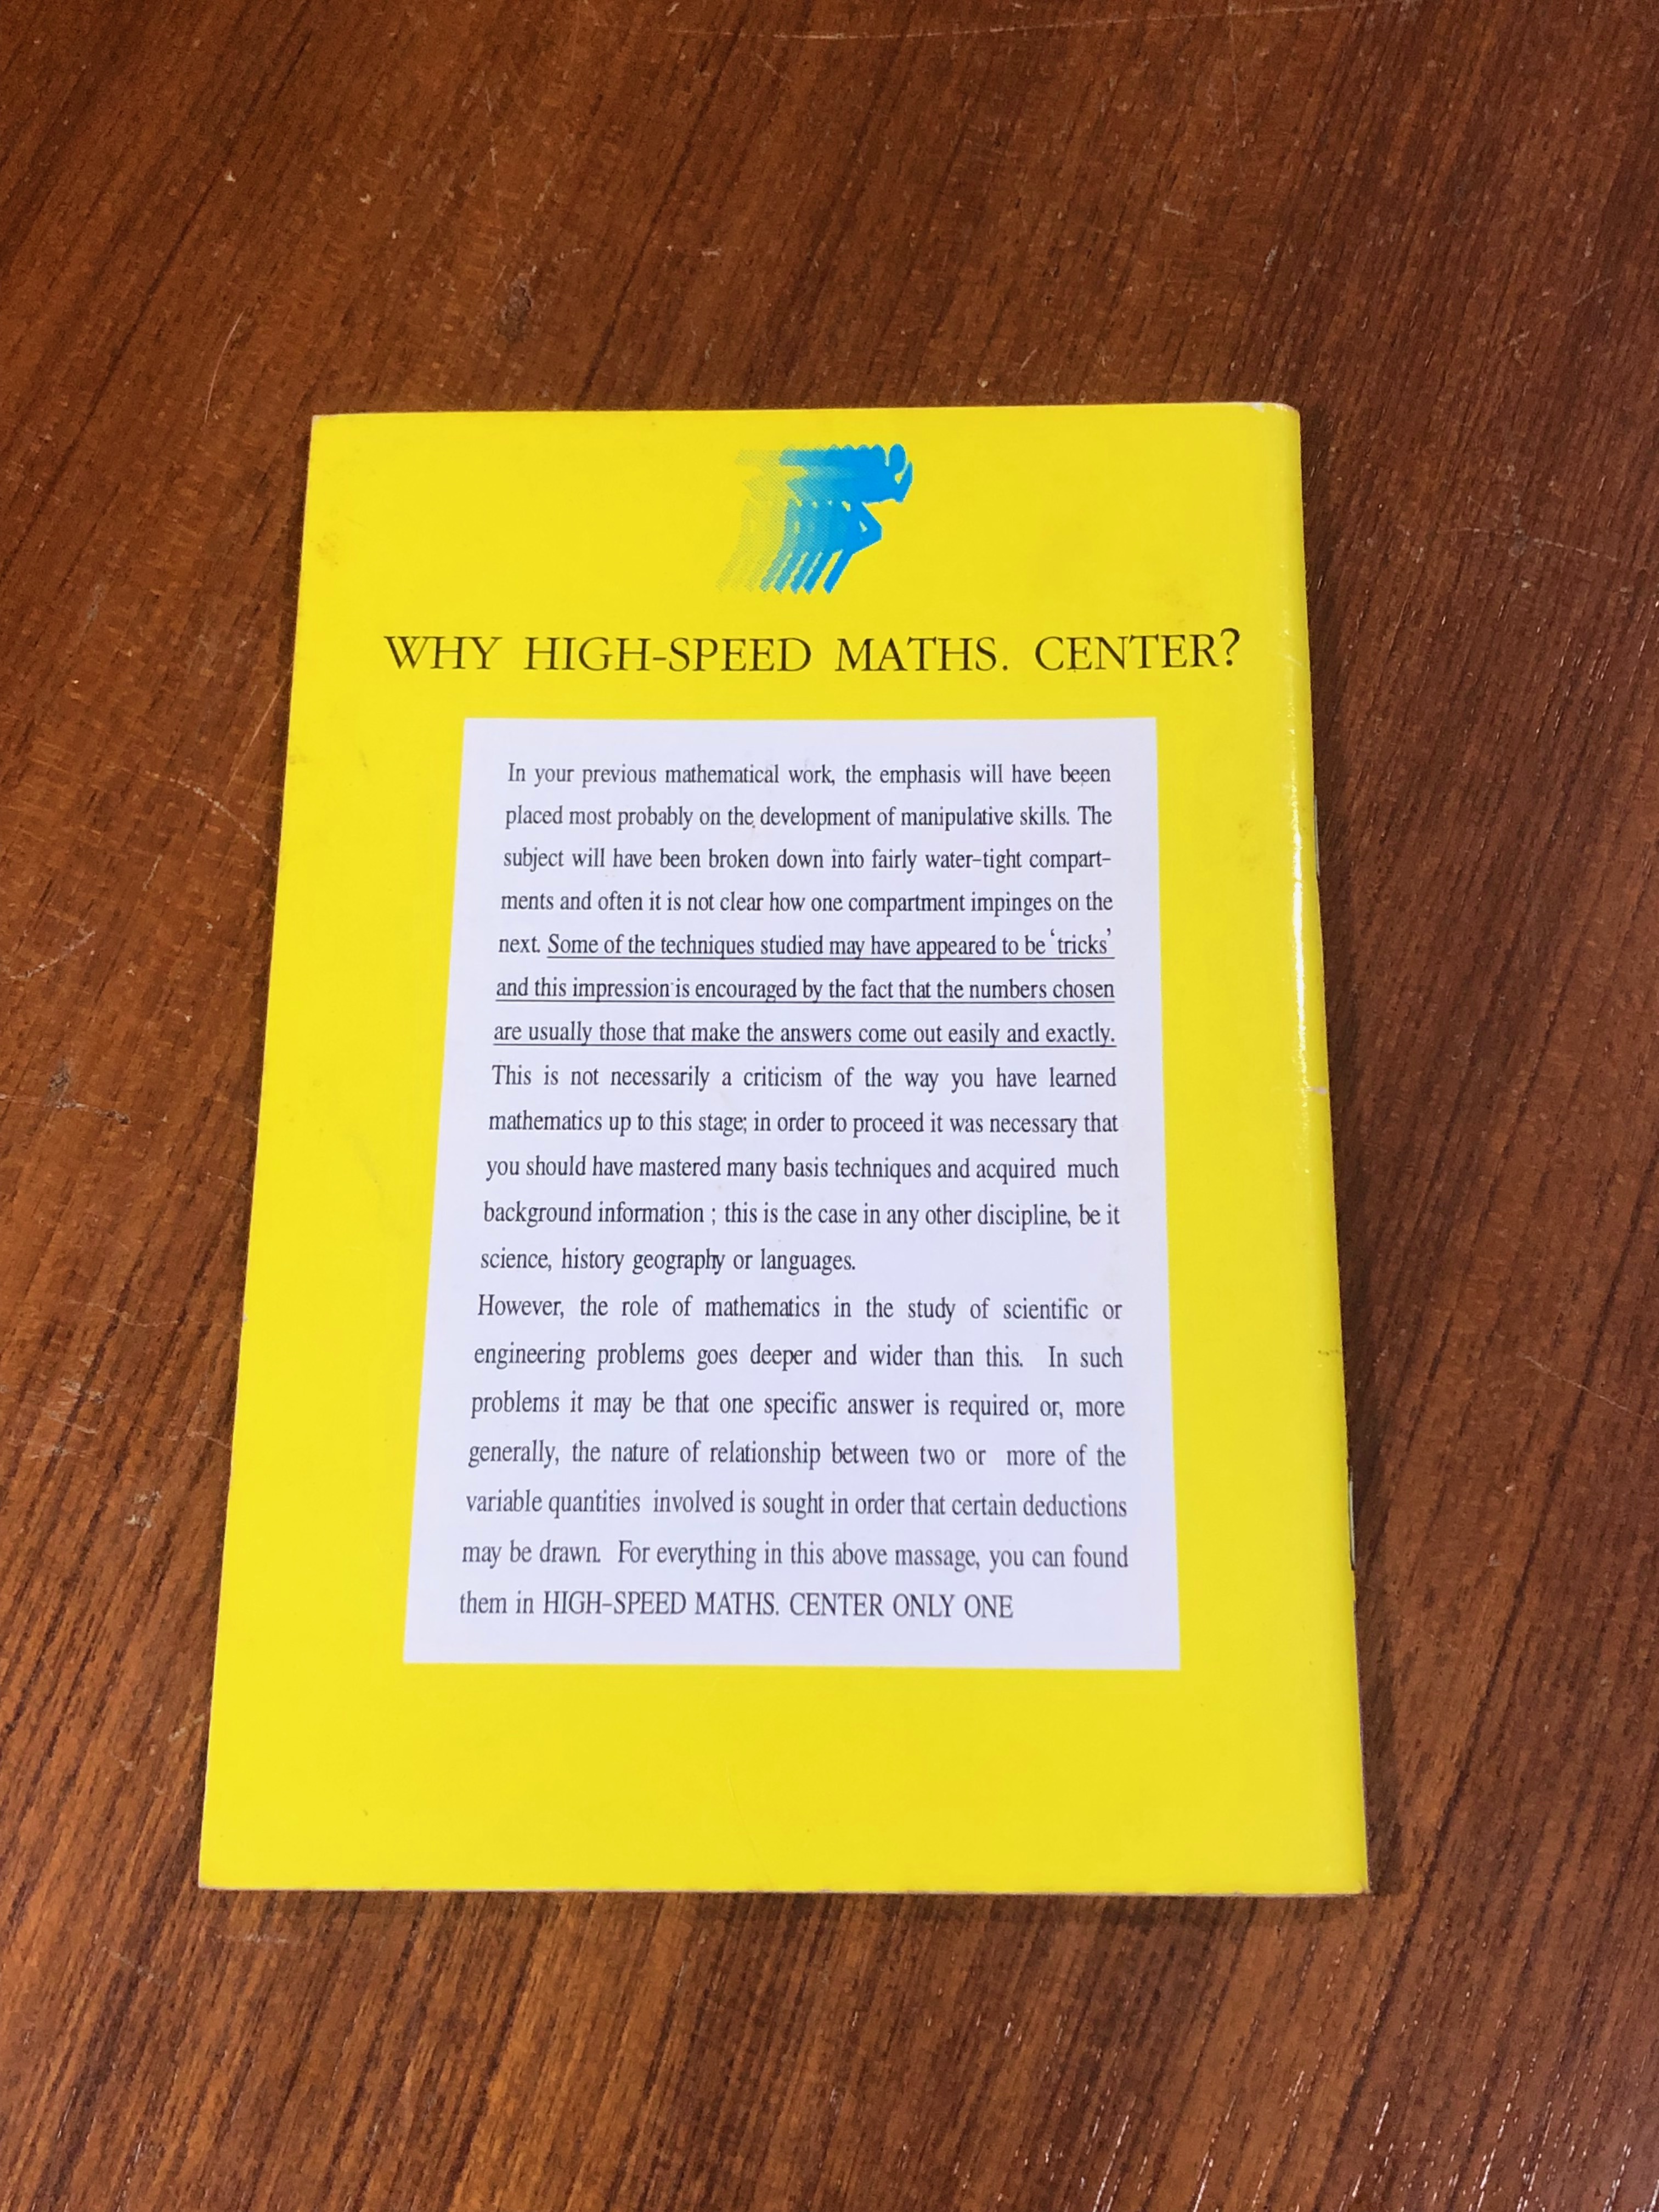 WHY HIGH-SPEED MATHS. CENTER?
In your previous mathematical work, the emphasis will have beeen
placed most probably on the development of manipulative skills. The
subject will have been broken down into fairly water-tight compart-
ments and often it is not clear how one compartment impinges on the
next. Some of the techniques studied may have appeared to be ‘tricks’
and this impression is encouraged by the fact that the numbers chosen
are usually those that make the answers come out easily and exactly.
This is not necessarily a criticism of the way you have learned
mathematics up to this stage; in order to proceed it was necessary that
you should have mastered many basis techniques and acquired much
background information ; this is the case in any other discipline, be it
science, history geography or languages.
However, the role of mathematics in the study of scientific or
engineering problems goes deeper and wider than this. In such
problems it may be that one specific answer is required or, more
generally, the nature of relationship between two or more of the
variable quantities involved is sought in order that certain deductions
may be drawn. For everything in this above massage, you can found
them in HIGH-SPEED MATHS. CENTER ONLY ONE